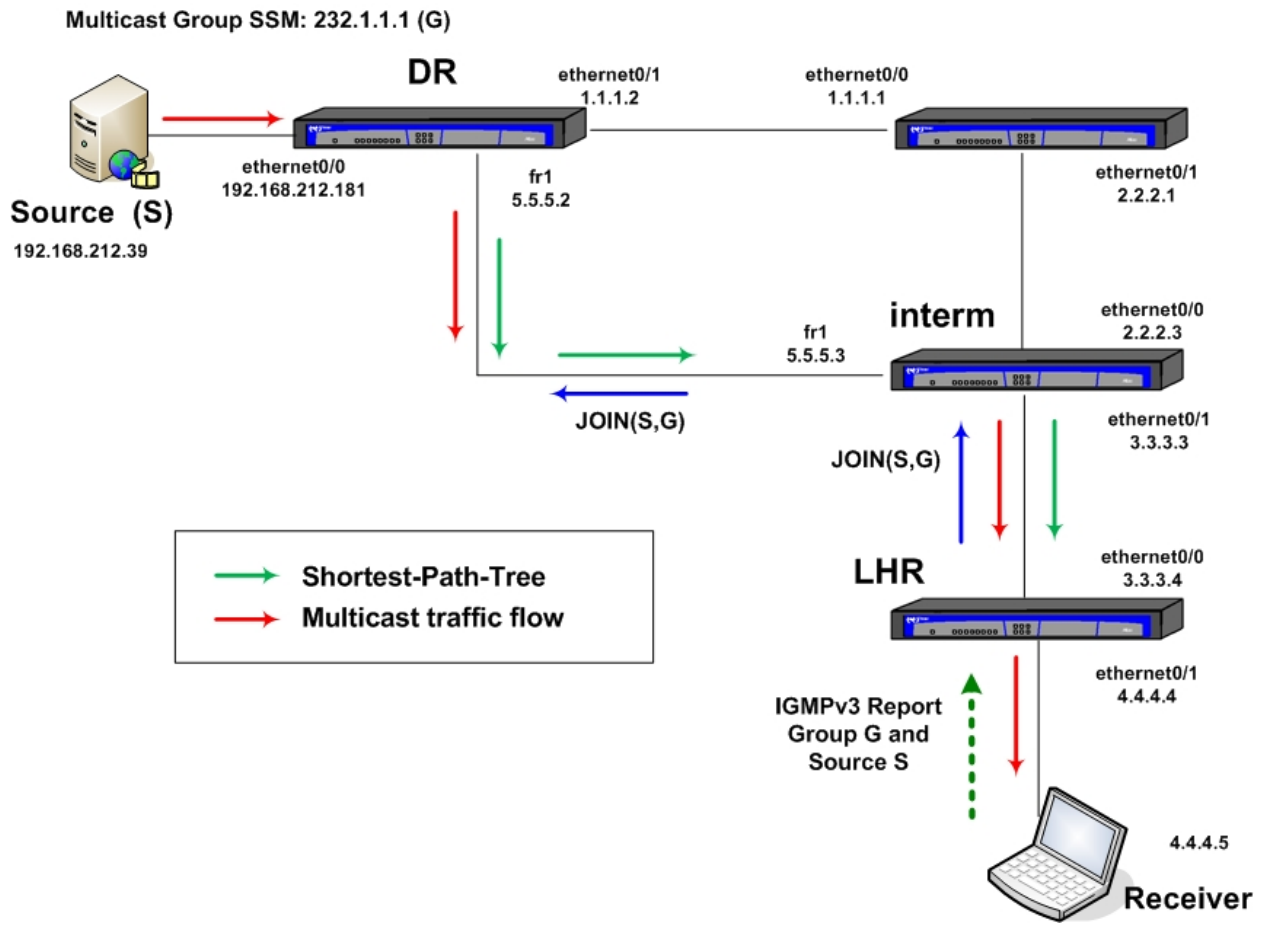 Multicast Group SSM: 232.1.1.1 (G)
DR
ethernet0/1
1.1.1.2
ethernet0/0
1.1.1.1
ethernet0/0
192.168.212.181
fr1
5.5.5.2
ethernet0/1
2.2.2.1
Source (S)
192.168.212.39
interm
ethernet0/0
2.2.2.3
fr1
5.5.5.3
JOIN(S,G)
ethernet0/1
3.3.3.3
JOIN(S,G)
LHR
ethernet0/0
3.3.3.4
Shortest-Path-Tree
Multicast traffic flow
ethernet0/1
4.4.4.4
IGMPv3 Report
Group G and
Source S
4.4.4.5
Receiver